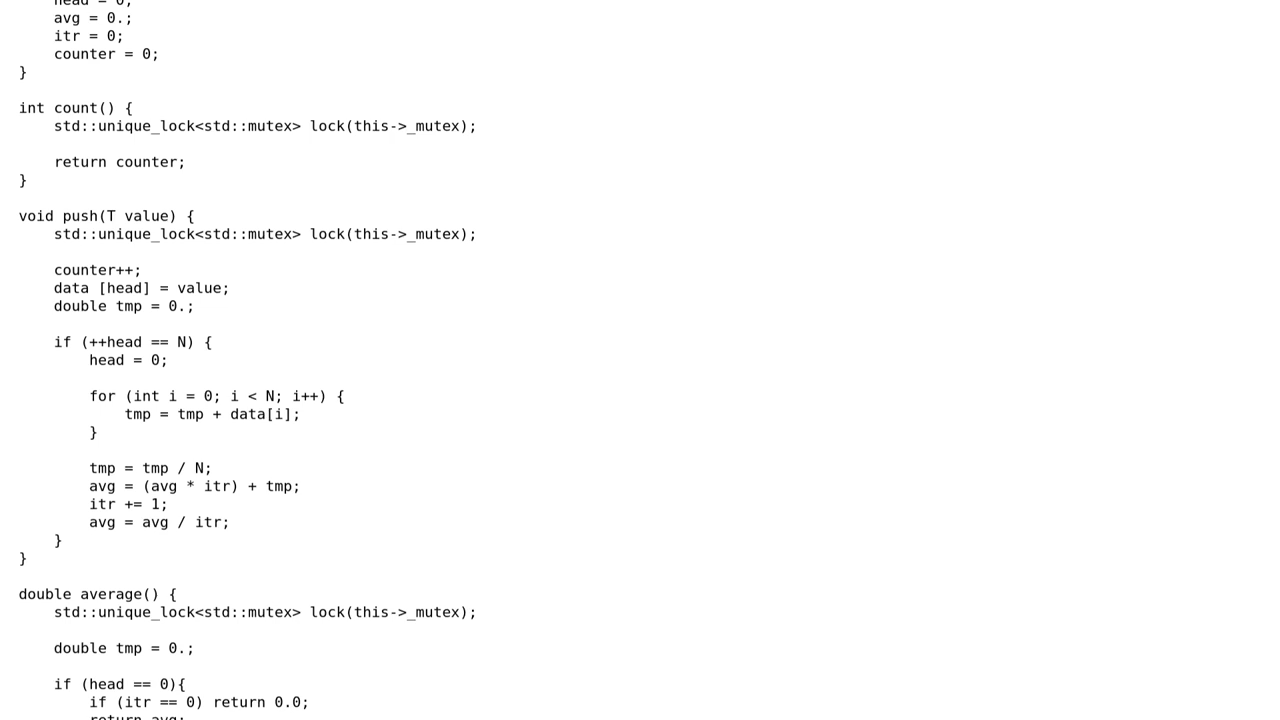 head = 0;
avg = 0.;
itr = 0;
counter = 0;
}
int count() {
std::unique_lock<std::mutex> lock(this->_mutex);
return counter;
}
void push(T value) {
std::unique_lock<std::mutex> lock(this->_mutex);
counter++;
data [head] = value;
double tmp = 0.;
if (++head == N) {
head = 0;
for (int i = 0; i < N; i++) {
tmp = tmp + data[i];
}
tmp = tmp / N;
avg = (avg * itr) + tmp;
itr += 1;
avg = avg / itr;
}
}
double average() {
std::unique_lock<std::mutex> lock(this->_mutex);
double tmp = 0.;
if (head == 0){
if (itr == 0) return 0.0;
return avg;